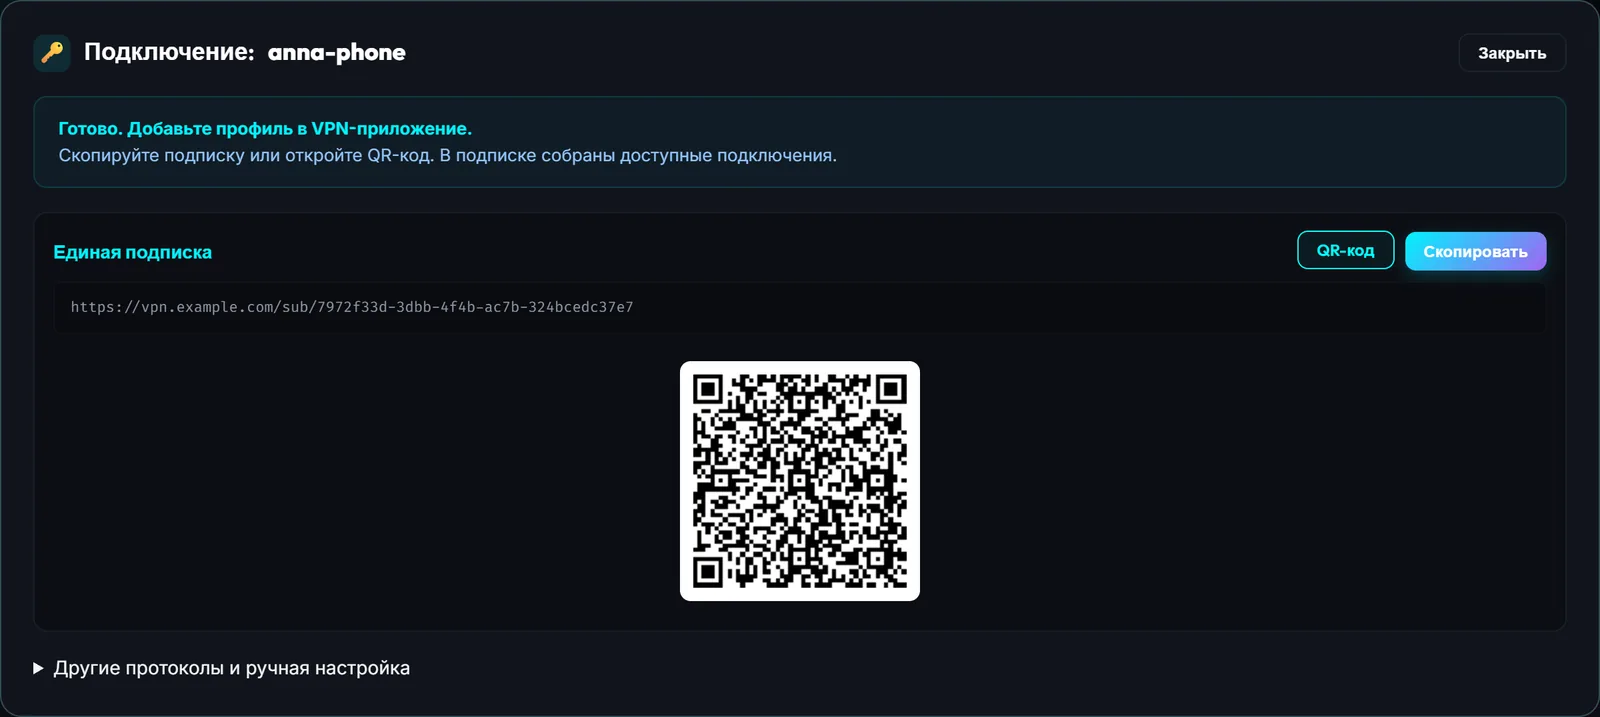 Подключение: anna-phone
Закрыть
Готово. Добавьте профиль в VPN-приложение.
Скопируйте подписку или откройте QR-код. В подписке собраны доступные подключения.
Единая подписка
QR-код
Скопировать
https://vpn.example.com/sub/7972f33d-3dbb-4f4b-ac7b-324bcedc37e7
Другие протоколы и ручная настройка